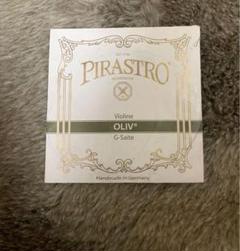 PIRASTRO
Violine
OLIV®
G-Saite
Handmade in Germany